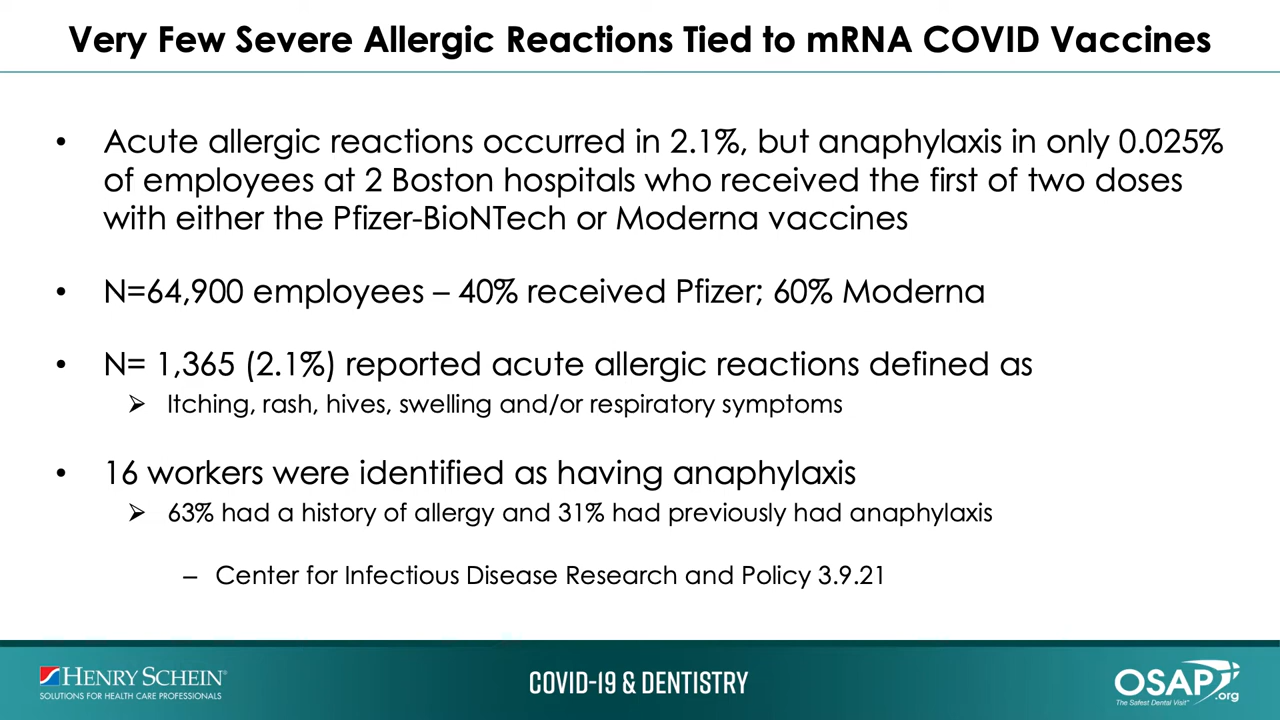 Very Few Severe Allergic Reactions Tied to mRNA COVID Vaccines
• Acute allergic reactions occurred in 2.1%, but anaphylaxis in only 0.025%
of employees at 2 Boston hospitals who received the first of two doses
with either the Pfizer-BioNTech or Moderna vaccines
• N=64,900 employees – 40% received Pfizer; 60% Moderna
• N= 1,365 (2.1%) reported acute allergic reactions defined as
➢ Itching, rash, hives, swelling and/or respiratory symptoms
• 16 workers were identified as having anaphylaxis
➢ 63% had a history of allergy and 31% had previously had anaphylaxis
– Center for Infectious Disease Research and Policy 3.9.21
HENRY SCHEIN®
SOLUTIONS FOR HEALTH CARE PROFESSIONALS
COVID-19 & DENTISTRY
OSAP.org
The Safest Dental Visit™